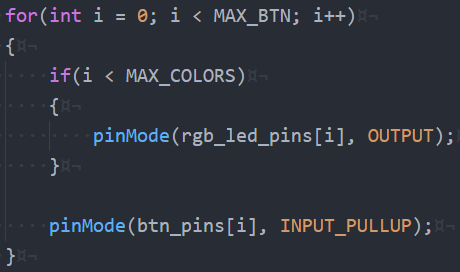 for(int i = 0; i < MAX_BTN; i++)
{
    if(i < MAX_COLORS)
    {
        pinMode(rgb_led_pins[i], OUTPUT);
    }

    pinMode(btn_pins[i], INPUT_PULLUP);
}